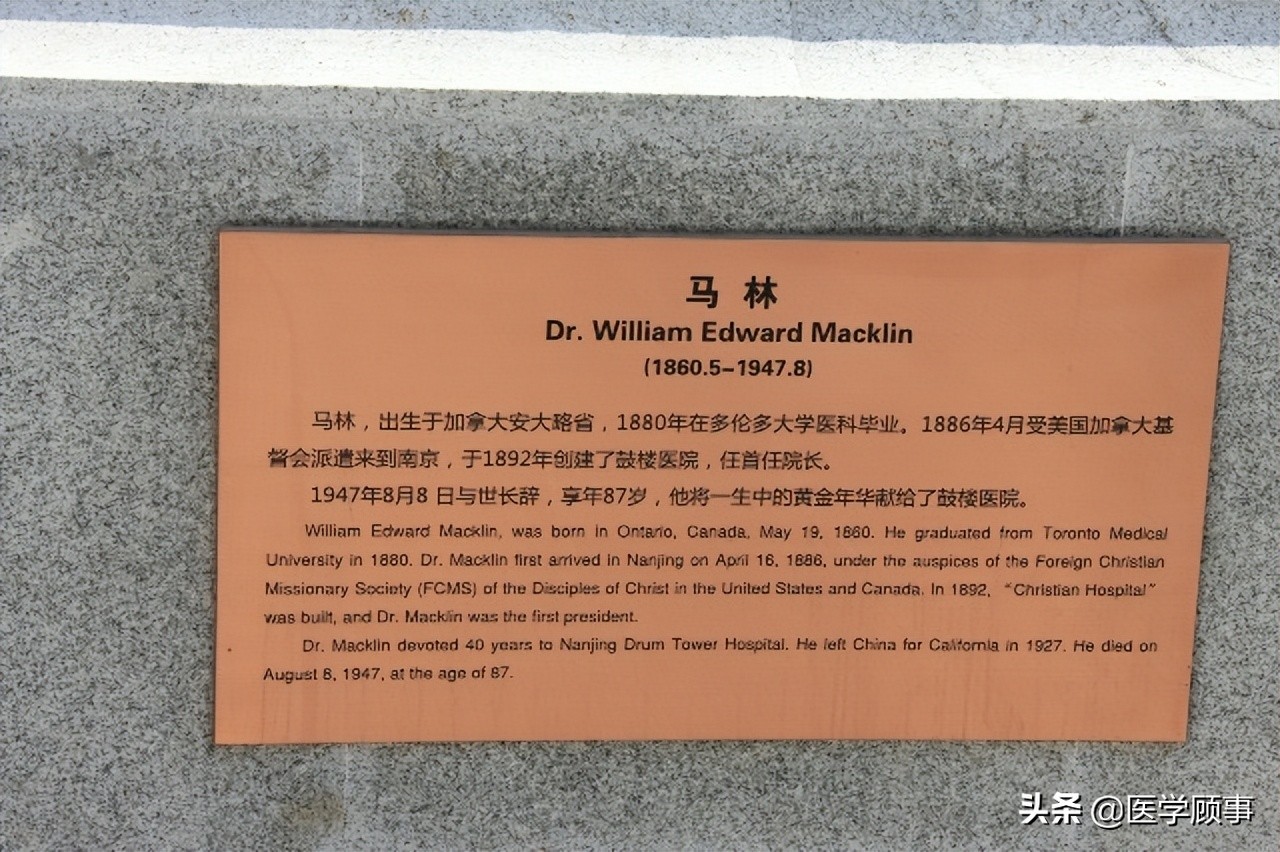 马 林
Dr. William Edward Macklin
(1860.5-1947.8)
马林，出生于加拿大安大略省，1880年在多伦多大学医科毕业。1886年4月受美国加拿大基
督会派遣来到南京，于1892年创建了鼓楼医院，任首任院长。
1947年8月8日与世长辞，享年87岁，他将一生中的黄金年华献给了鼓楼医院。
William Edward Macklin, was born in Ontario, Canada, May 19, 1860. He graduated from Toronto Medical
University in 1880. Dr. Macklin first arrived in Nanjing on April 16, 1886, under the auspices of the Foreign Christian
Missionary Society (FCMS) of the Disciples of Christ in the United States and Canada. In 1892, “Christian Hospital”
was built, and Dr. Macklin was the first president.
Dr. Macklin devoted 40 years to Nanjing Drum Tower Hospital. He left China for California in 1927. He died on
August 8, 1947, at the age of 87.
头条 @医学顾事